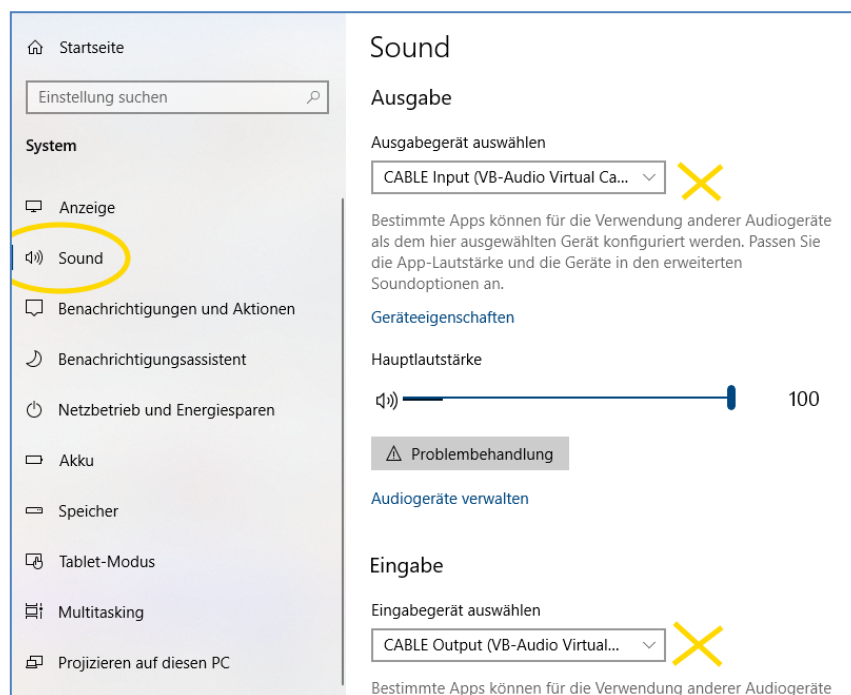 Startseite
Einstellung suchen
System
Anzeige
Sound
Benachrichtigungen und Aktionen
Benachrichtigungsassistent
Netzbetrieb und Energiesparen
Akku
Speicher
Tablet-Modus
Multitasking
Projizieren auf diesen PC
Sound
Ausgabe
Ausgabegerät auswählen
CABLE Input (VB-Audio Virtual Ca...
Bestimmte Apps können für die Verwendung anderer Audiogeräte
als dem hier ausgewählten Gerät konfiguriert werden. Passen Sie
die App-Lautstärke und die Geräte in den erweiterten
Soundoptionen an.
Geräteeigenschaften
Hauptlautstärke
100
Problembehandlung
Audiogeräte verwalten
Eingabe
Eingabegerät auswählen
CABLE Output (VB-Audio Virtual...
Bestimmte Apps können für die Verwendung anderer Audiogeräte